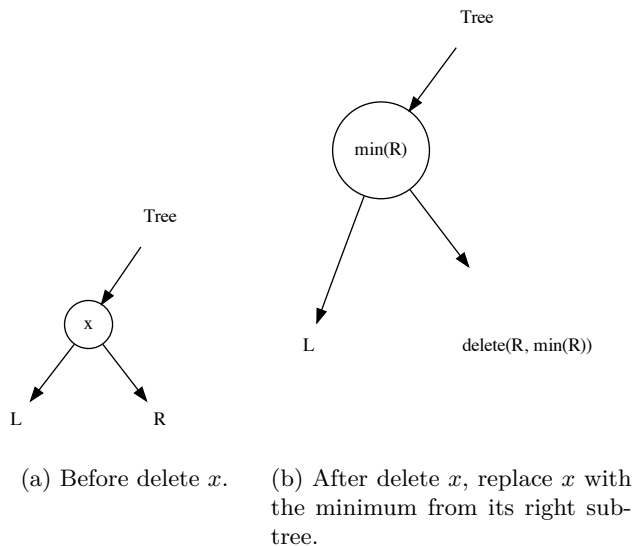 Tree
min(R)
L
delete(R, min(R))
Tree
x
L
R
(a) Before delete x.
(b) After delete x, replace x with
the minimum from its right sub-
tree.